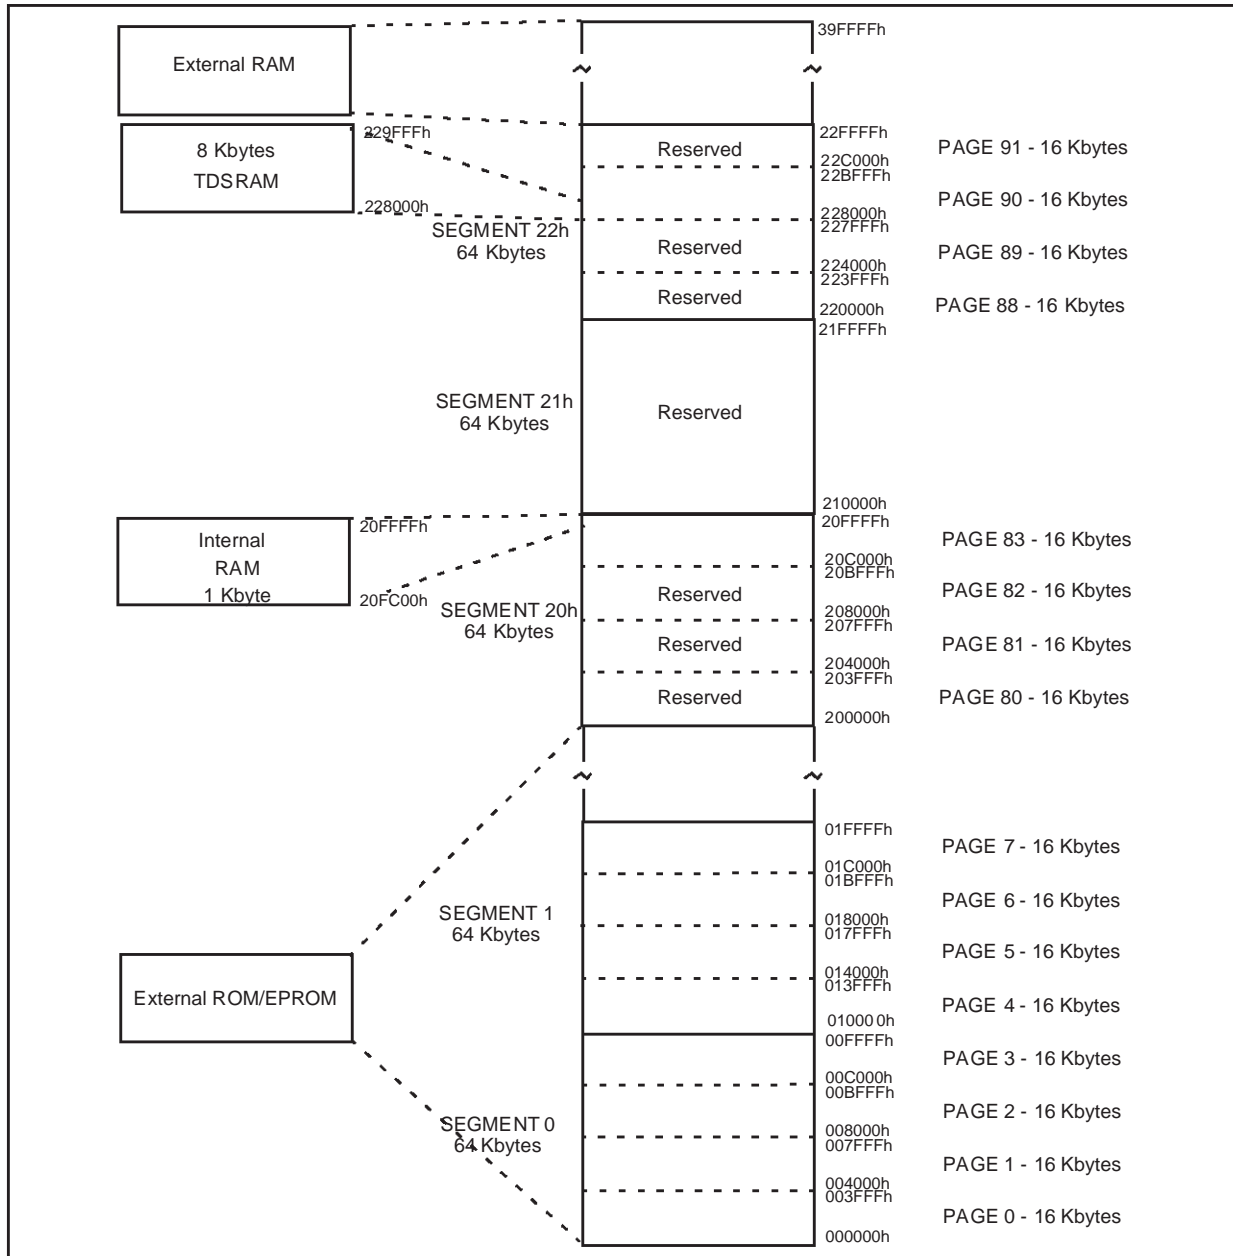 39FFFFh
External RAM
229FFFh
22FFFFh
8 Kbytes
TDSRAM
Reserved
PAGE 91 - 16 Kbytes
22C000h
22BFFFh
PAGE 90 - 16 Kbytes
228000h
228000h
227FFFh
SEGMENT 22h
64 Kbytes
Reserved
PAGE 89 - 16 Kbytes
224000h
223FFFh
Reserved
PAGE 88 - 16 Kbytes
220000h
21FFFFh
SEGMENT 21h
64 Kbytes
Reserved
210000h
20FFFFh
20FFFFh
Internal
RAM
1 Kbyte
PAGE 83 - 16 Kbytes
20C000h
20BFFFh
20FC00h
Reserved
PAGE 82 - 16 Kbytes
SEGMENT 20h
64 Kbytes
208000h
207FFFh
Reserved
PAGE 81 - 16 Kbytes
204000h
203FFFh
Reserved
PAGE 80 - 16 Kbytes
200000h
01FFFFh
PAGE 7 - 16 Kbytes
01C000h
01BFFFh
PAGE 6 - 16 Kbytes
SEGMENT 1
64 Kbytes
018000h
017FFFh
PAGE 5 - 16 Kbytes
014000h
013FFFh
External ROM/EPROM
PAGE 4 - 16 Kbytes
01000 0h
00FFFFh
PAGE 3 - 16 Kbytes
00C000h
00BFFFh
PAGE 2 - 16 Kbytes
SEGMENT 0
64 Kbytes
008000h
007FFFh
PAGE 1 - 16 Kbytes
004000h
003FFFh
PAGE 0 - 16 Kbytes
000000h